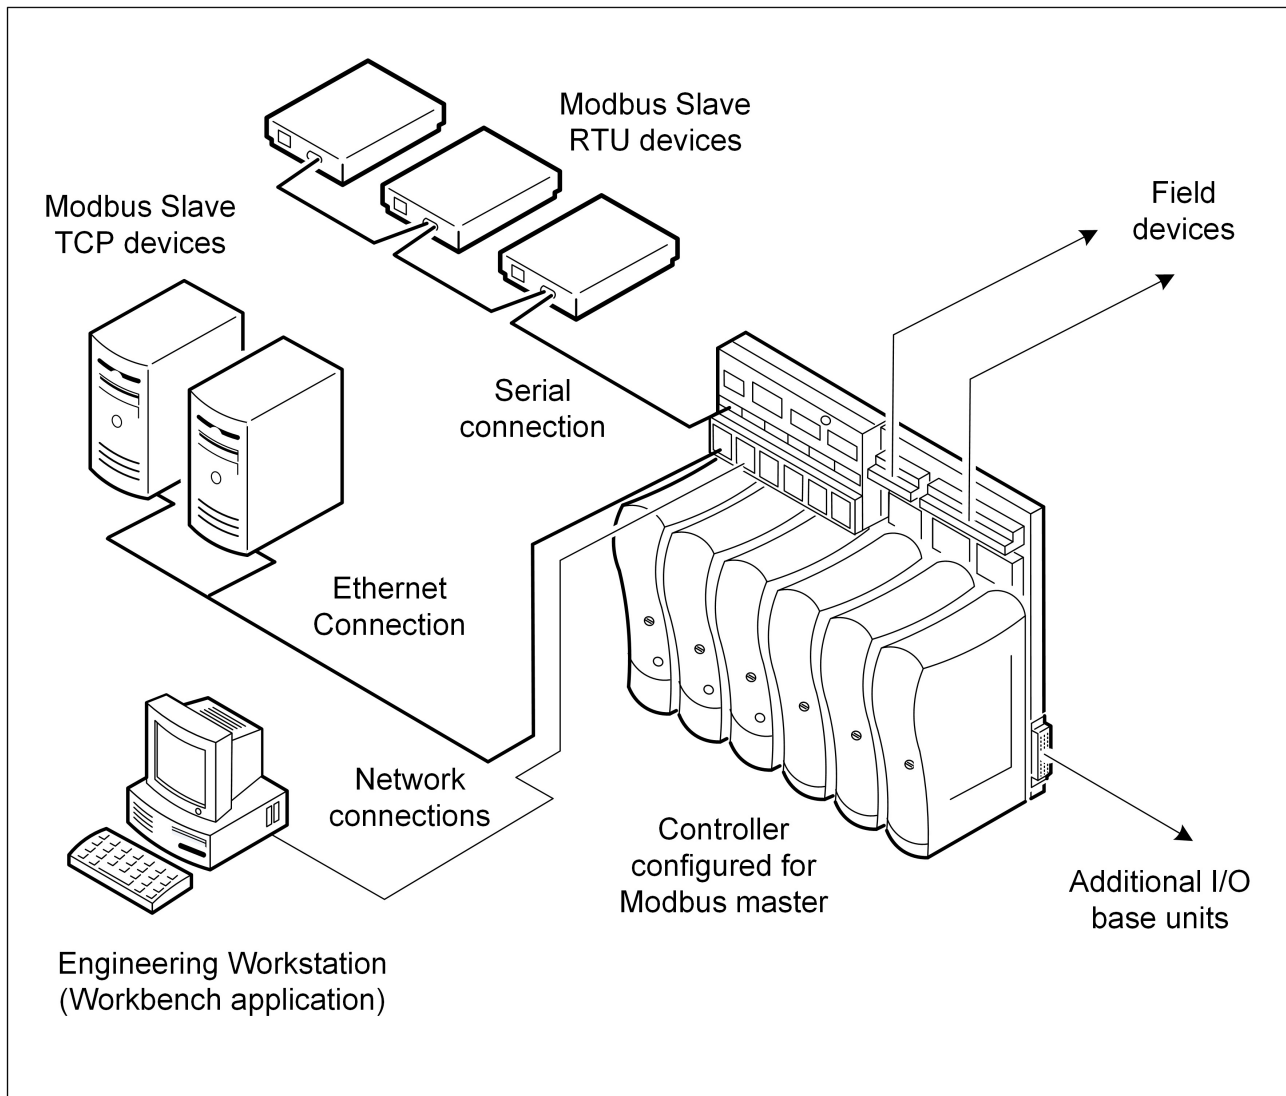 Modbus Slave
RTU devices
Modbus Slave
TCP devices
Field
devices
Serial
connection
Ethernet
Connection
Network
connections
Controller
configured for
Modbus master
Additional I/O
base units
Engineering Workstation
(Workbench application)